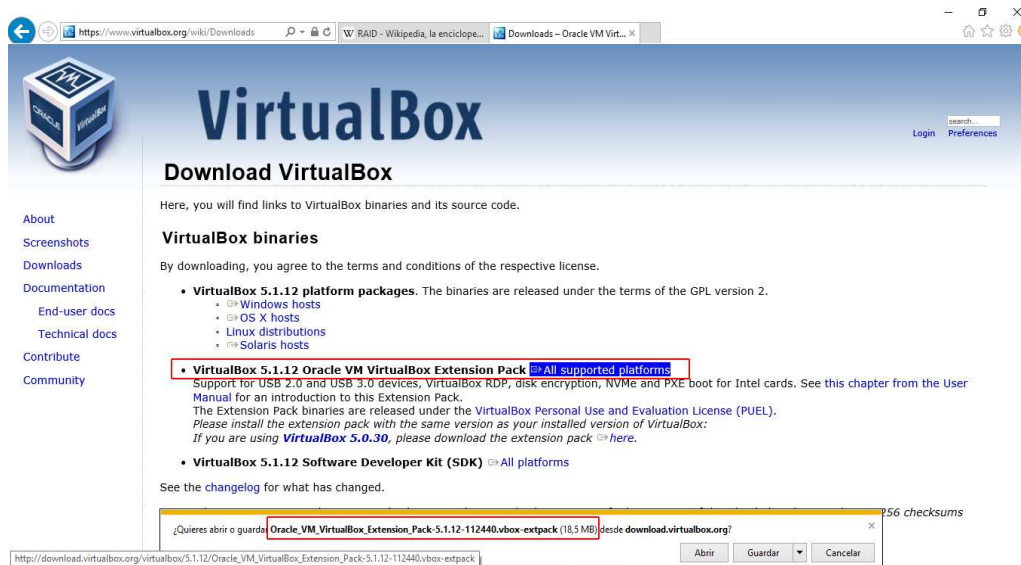 https://www.virtualbox.org/wiki/Downloads
W RAID - Wikipedia, la enciclope...
Downloads – Oracle VM Virt...
ORACLE
VirtualBox
VirtualBox
search...
Login Preferences
Download VirtualBox
Here, you will find links to VirtualBox binaries and its source code.
About
Screenshots
Downloads
Documentation
End-user docs
Technical docs
Contribute
Community
VirtualBox binaries
By downloading, you agree to the terms and conditions of the respective license.
• VirtualBox 5.1.12 platform packages. The binaries are released under the terms of the GPL version 2.
Windows hosts
OS X hosts
Linux distributions
Solaris hosts
• VirtualBox 5.1.12 Oracle VM VirtualBox Extension Pack All supported platforms
Support for USB 2.0 and USB 3.0 devices, VirtualBox RDP, disk encryption, NVMe and PXE boot for Intel cards. See this chapter from the User
Manual for an introduction to this Extension Pack.
The Extension Pack binaries are released under the VirtualBox Personal Use and Evaluation License (PUEL).
Please install the extension pack with the same version as your installed version of VirtualBox:
If you are using VirtualBox 5.0.30, please download the extension pack here.
• VirtualBox 5.1.12 Software Developer Kit (SDK) All platforms
See the changelog for what has changed.
256 checksums
¿Quieres abrir o guardar Oracle_VM_VirtualBox_Extension_Pack-5.1.12-112440.vbox-extpack (18,5 MB) desde download.virtualbox.org?
Abrir Guardar Cancelar
http://download.virtualbox.org/virtualbox/5.1.12/Oracle_VM_VirtualBox_Extension_Pack-5.1.12-112440.vbox-extpack